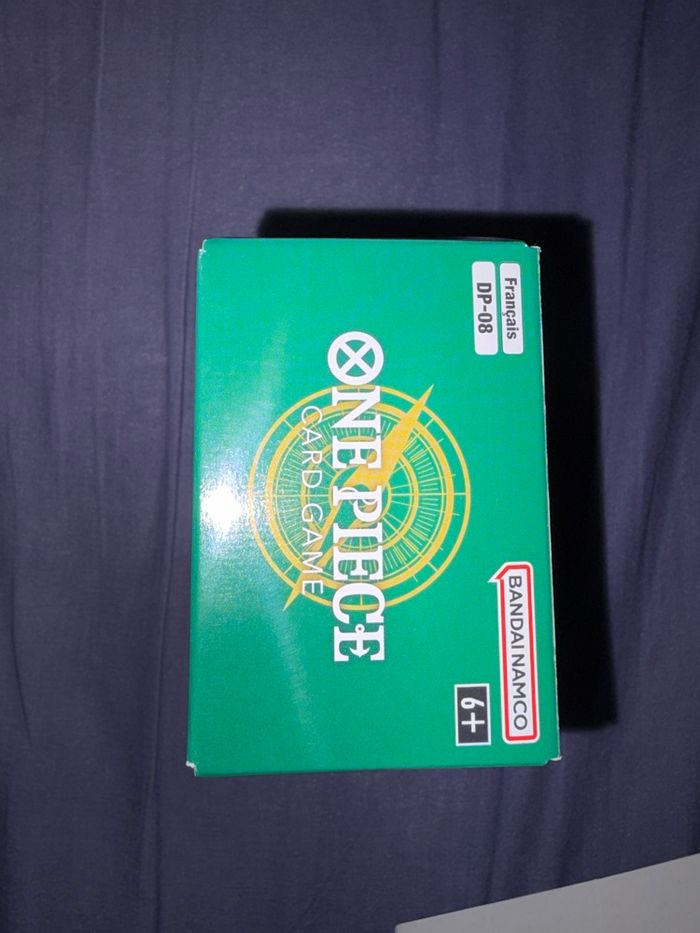 Français
DP-08
ONE PIECE
CARD GAME
BANDAI NAMCO
6+